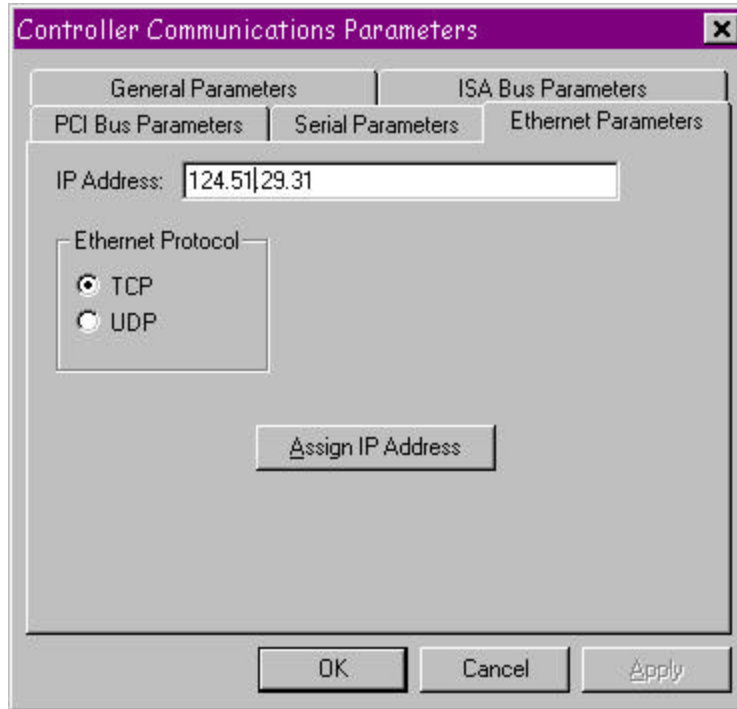 Controller Communications Parameters
General Parameters
ISA Bus Parameters
PCI Bus Parameters
Serial Parameters
Ethernet Parameters
IP Address: 124.51.29.31
Ethernet Protocol
TCP
UDP
Assign IP Address
OK
Cancel
Apply